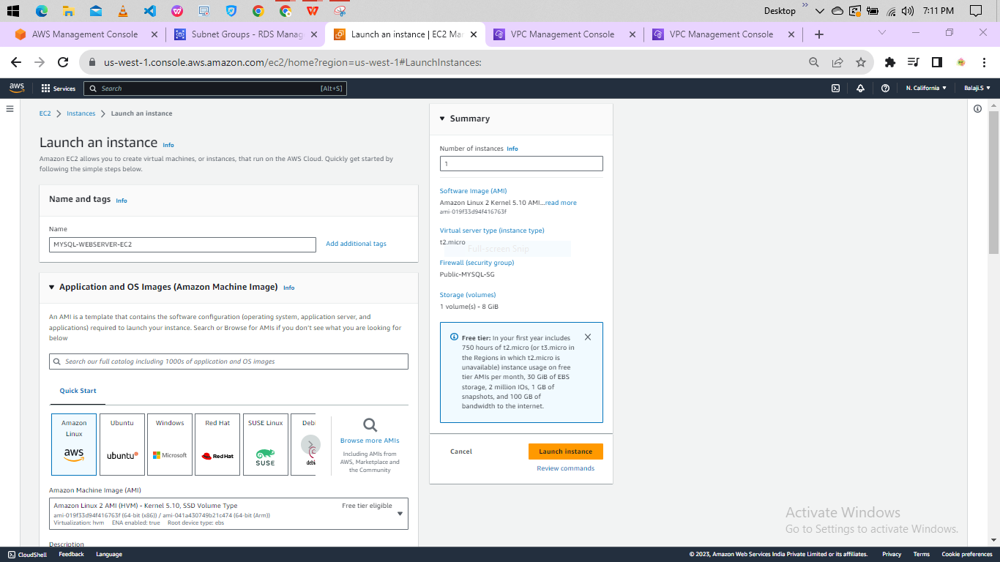 Desktop
7:11 PM
AWS Management Console
Subnet Groups - RDS Manag
Launch an instance | EC2 Mar
VPC Management Console
VPC Management Console
us-west-1.console.aws.amazon.com/ec2/home?region=us-west-1#LaunchInstances:
aws
Services
Search
[Alt+S]
N. California
Balaji.S
EC2
Instances
Launch an instance
Launch an instance Info
Amazon EC2 allows you to create virtual machines, or instances, that run on the AWS Cloud. Quickly get started by
following the simple steps below.
Name and tags Info
Name
MYSQL-WEBSERVER-EC2
Add additional tags
Application and OS Images (Amazon Machine Image) Info
An AMI is a template that contains the software configuration (operating system, application server, and
applications) required to launch your instance. Search or Browse for AMIs if you don't see what you are looking for
below
Search our full catalog including 1000s of application and OS images
Quick Start
Amazon
Linux
aws
Ubuntu
ubuntu
Windows
Microsoft
Red Hat
Red Hat
SUSE Linux
SUSE
Debi
debia
Browse more AMIs
Including AMIs from
AWS, Marketplace and
the Community
Amazon Machine Image (AMI)
Amazon Linux 2 AMI (HVM) - Kernel 5.10, SSD Volume Type
Free tier eligible
ami-019f33d94f416763f (64-bit (x86)) / ami-041a430749b21c474 (64-bit (Arm))
Virtualization: hvm ENA enabled: true Root device type: ebs
Description
Summary
Number of instances Info
1
Software Image (AMI)
Amazon Linux 2 Kernel 5.10 AMI...read more
ami-019f33d94f416763f
Virtual server type (instance type)
t2.micro
Full-screen Snip
Firewall (security group)
Public-MYSQL-SG
Storage (volumes)
1 volume(s) - 8 GiB
Free tier: In your first year includes
750 hours of t2.micro (or t3.micro in
the Regions in which t2.micro is
unavailable) instance usage on free
tier AMIs per month, 30 GiB of EBS
storage, 2 million IOs, 1 GB of
snapshots, and 100 GB of
bandwidth to the internet.
Cancel
Launch instance
Review commands
Activate Windows
Go to Settings to activate Windows.
CloudShell
Feedback
Language
© 2023, Amazon Web Services India Private Limited or its affiliates.
Privacy
Terms
Cookie preferences